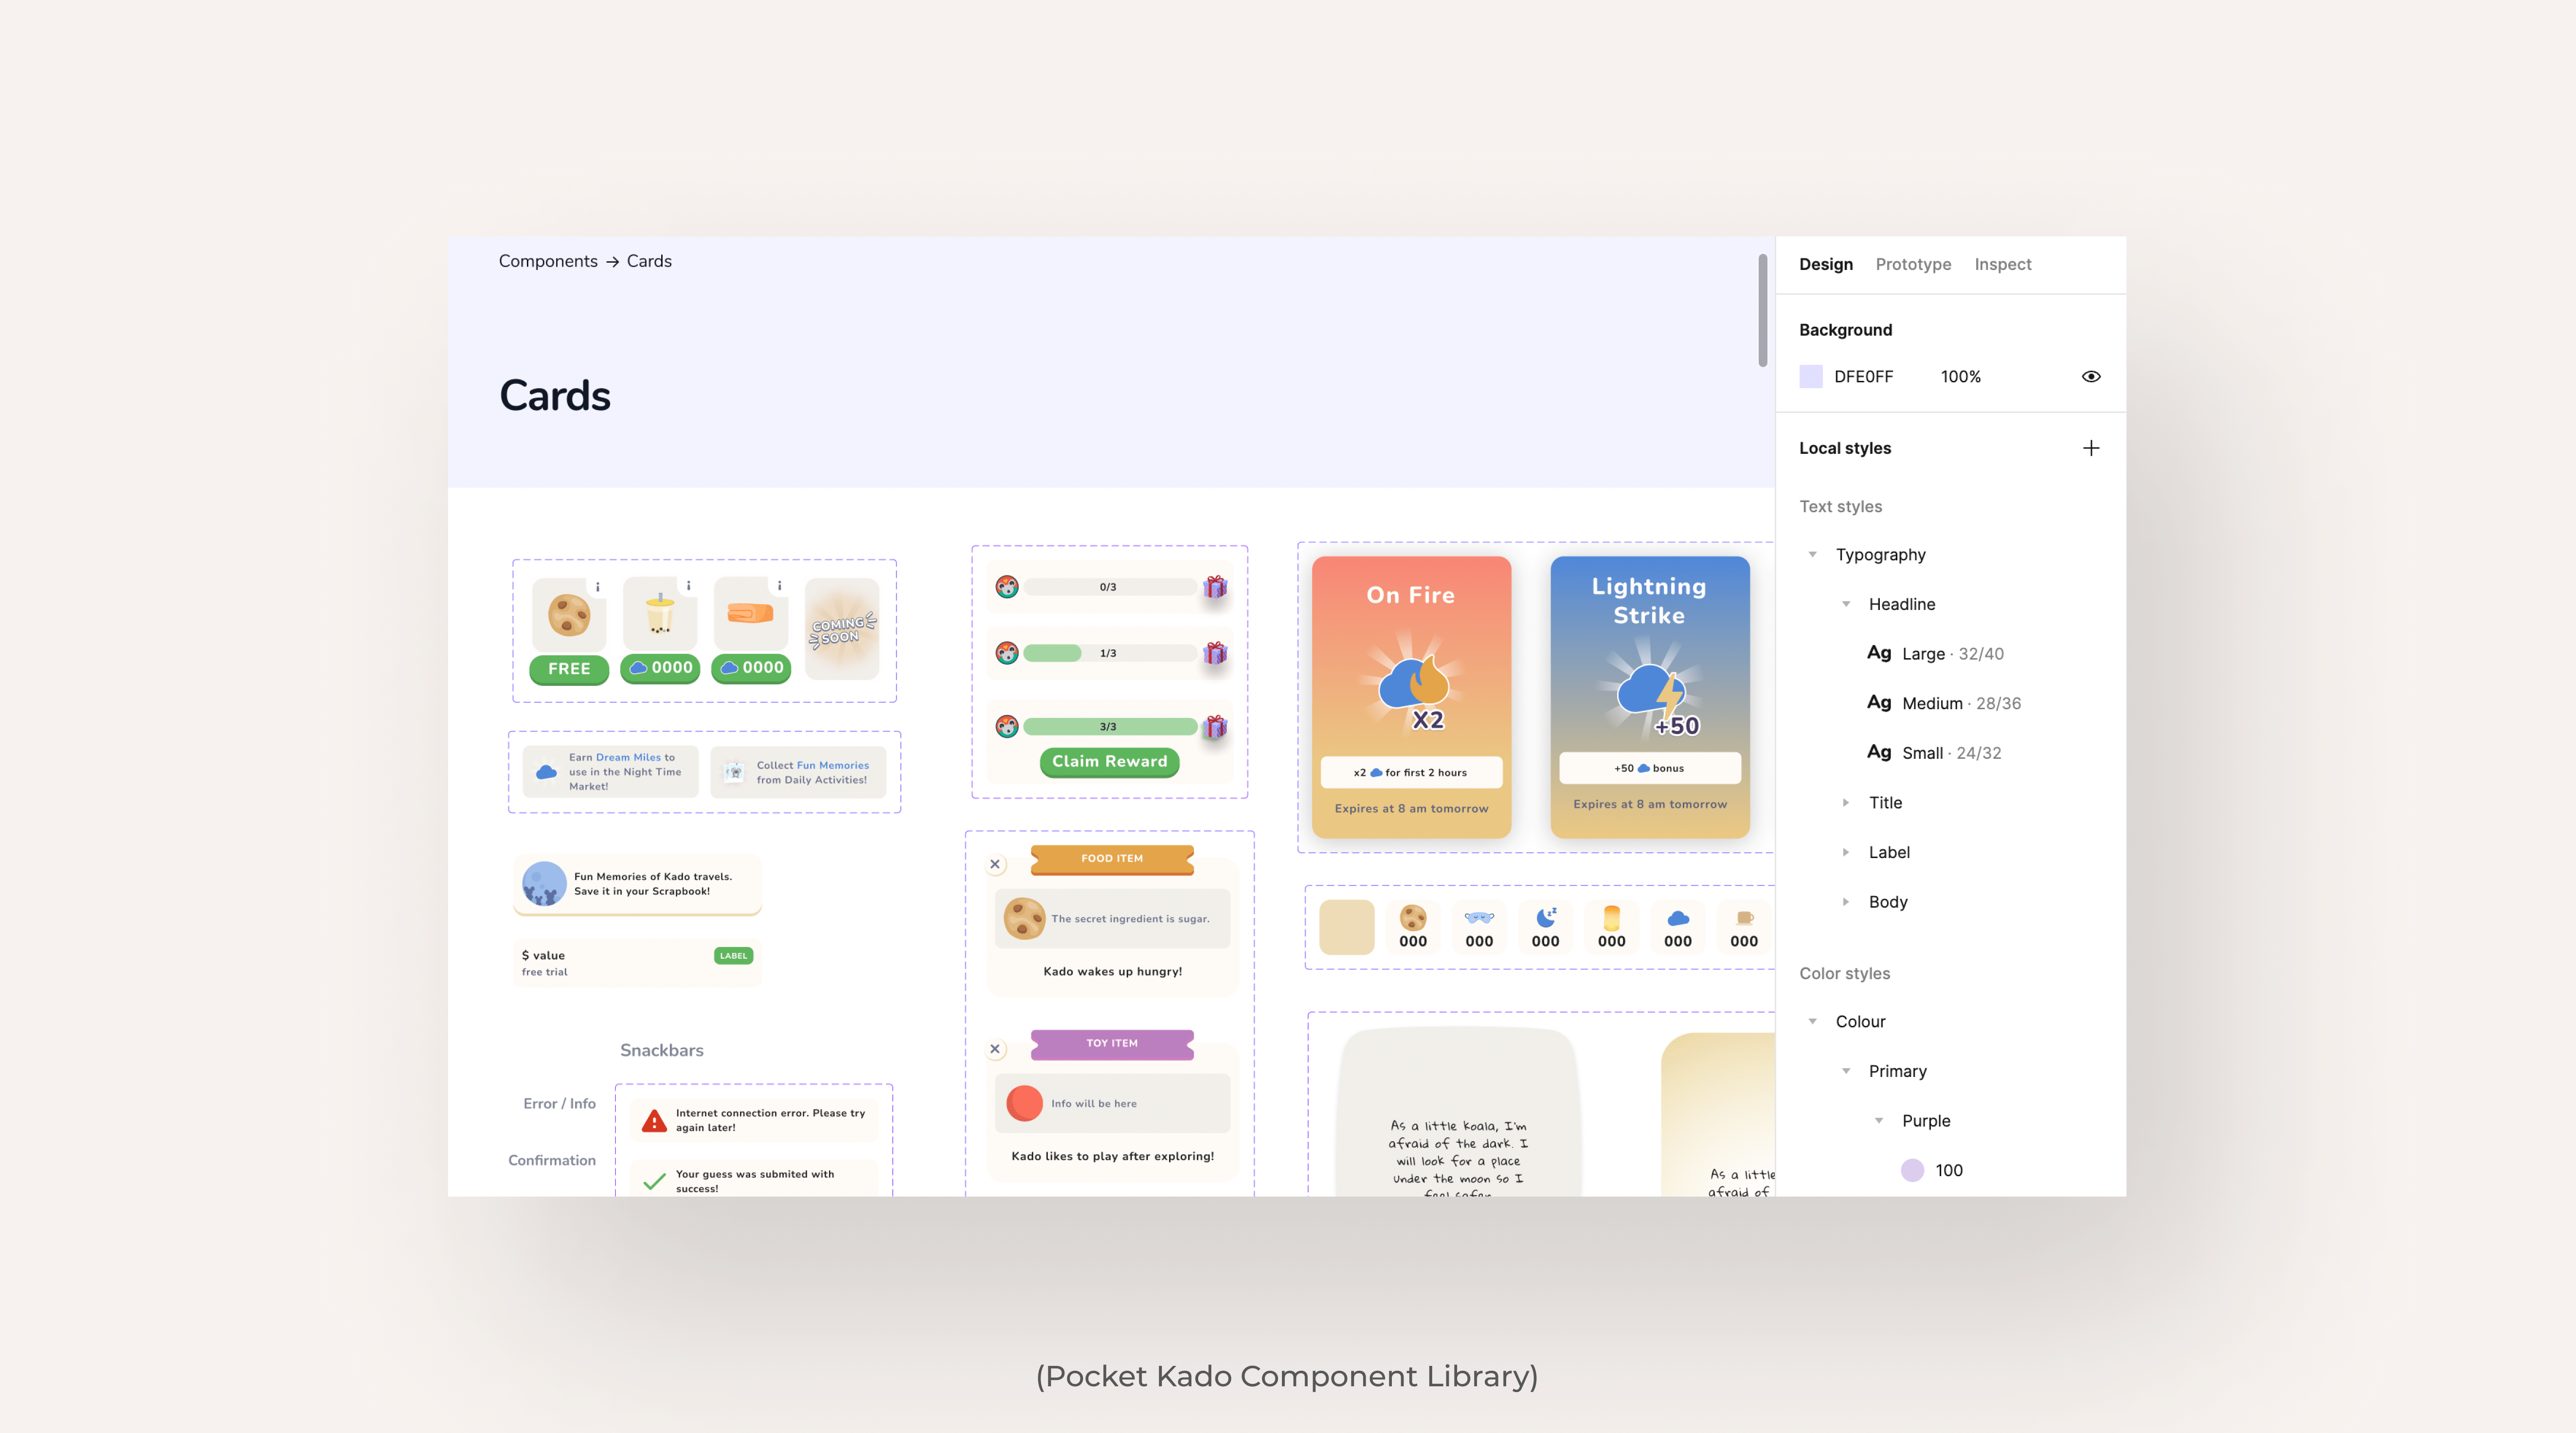 Components → Cards
Cards
FREE
0000
0000
COMING
SOON
Earn Dream Miles to
use in the Night Time
Market!
Collect Fun Memories
from Daily Activities!
Fun Memories of Kado travels.
Save it in your Scrapbook!
$ value
free trial
LABEL
Snackbars
Error / Info
Internet connection error. Please try
again later!
Confirmation
Your guess was submited with
success!
0/3
1/3
3/3
Claim Reward
FOOD ITEM
The secret ingredient is sugar.
Kado wakes up hungry!
TOY ITEM
Info will be here
Kado likes to play after exploring!
On Fire
X2
x2 for first 2 hours
Expires at 8 am tomorrow
Lightning
Strike
+50
+50 bonus
Expires at 8 am tomorrow
000
000
000
000
000
000
As a little koala, I'm
afraid of the dark. I
will look for a place
under the moon so I
feel safer
As a little
afraid of
Design Prototype Inspect
Background
DFE0FF 100%
Local styles
Text styles
Typography
Headline
Ag Large · 32/40
Ag Medium · 28/36
Ag Small · 24/32
Title
Label
Body
Color styles
Colour
Primary
Purple
100
(Pocket Kado Component Library)